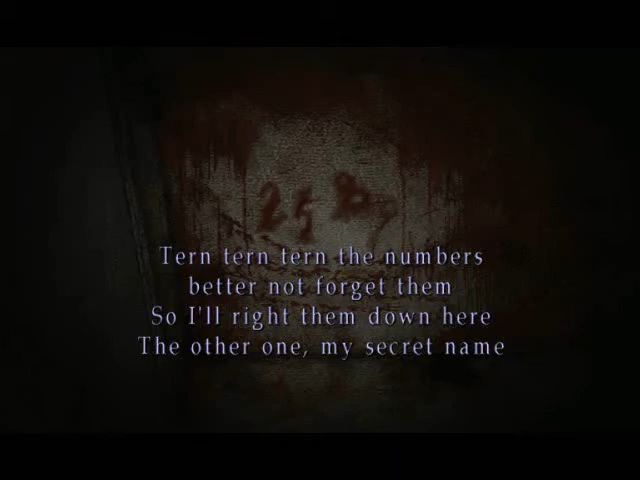 Tern tern tern the numbers
better not forget them
So I'll right them down here
The other one, my secret name